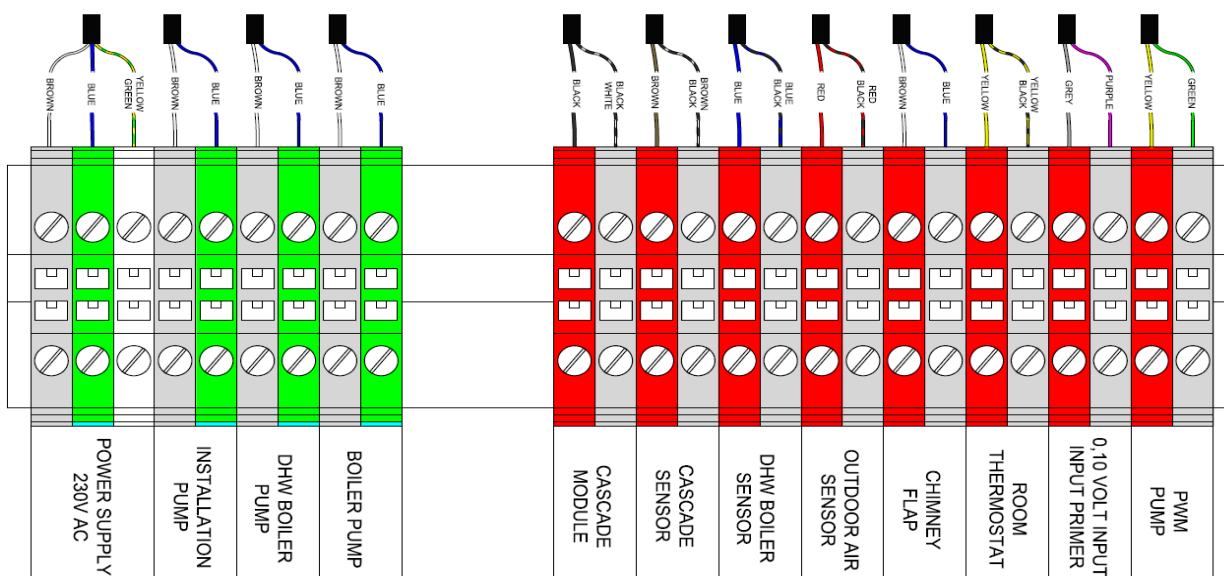 BROWN
BLUE
YELLOW
GREEN
BROWN
BLUE
BROWN
BLUE
BROWN
BLUE
BLACK
BLACK
WHITE
BROWN
BROWN
BLACK
BLUE
BLUE
BLACK
RED
RED
BLACK
BROWN
BLUE
YELLOW
YELLOW
BLACK
GREY
PURPLE
YELLOW
GREEN
POWER SUPPLY
230V AC
INSTALLATION
PUMP
DHW BOILER
PUMP
BOILER PUMP
CASCADE
MODULE
CASCADE
SENSOR
DHW BOILER
SENSOR
OUTDOOR AIR
SENSOR
CHIMNEY
FLAP
ROOM
THERMOSTAT
0,10 VOLT INPUT
INPUT PRIMER
PWM
PUMP